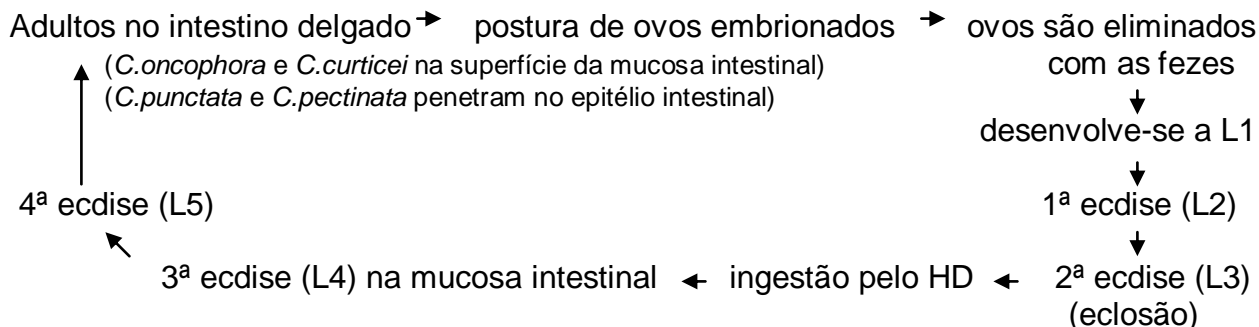 Adultos no intestino delgado postura de ovos embrionados ovos são eliminados
(C.oncophora e C.curticei na superfície da mucosa intestinal) com as fezes
(C.punctata e C.pectinata penetram no epitélio intestinal)
desenvolve-se a L1
4ª ecdise (L5) 1ª ecdise (L2)
3ª ecdise (L4) na mucosa intestinal ingestão pelo HD 2ª ecdise (L3)
(eclosão)